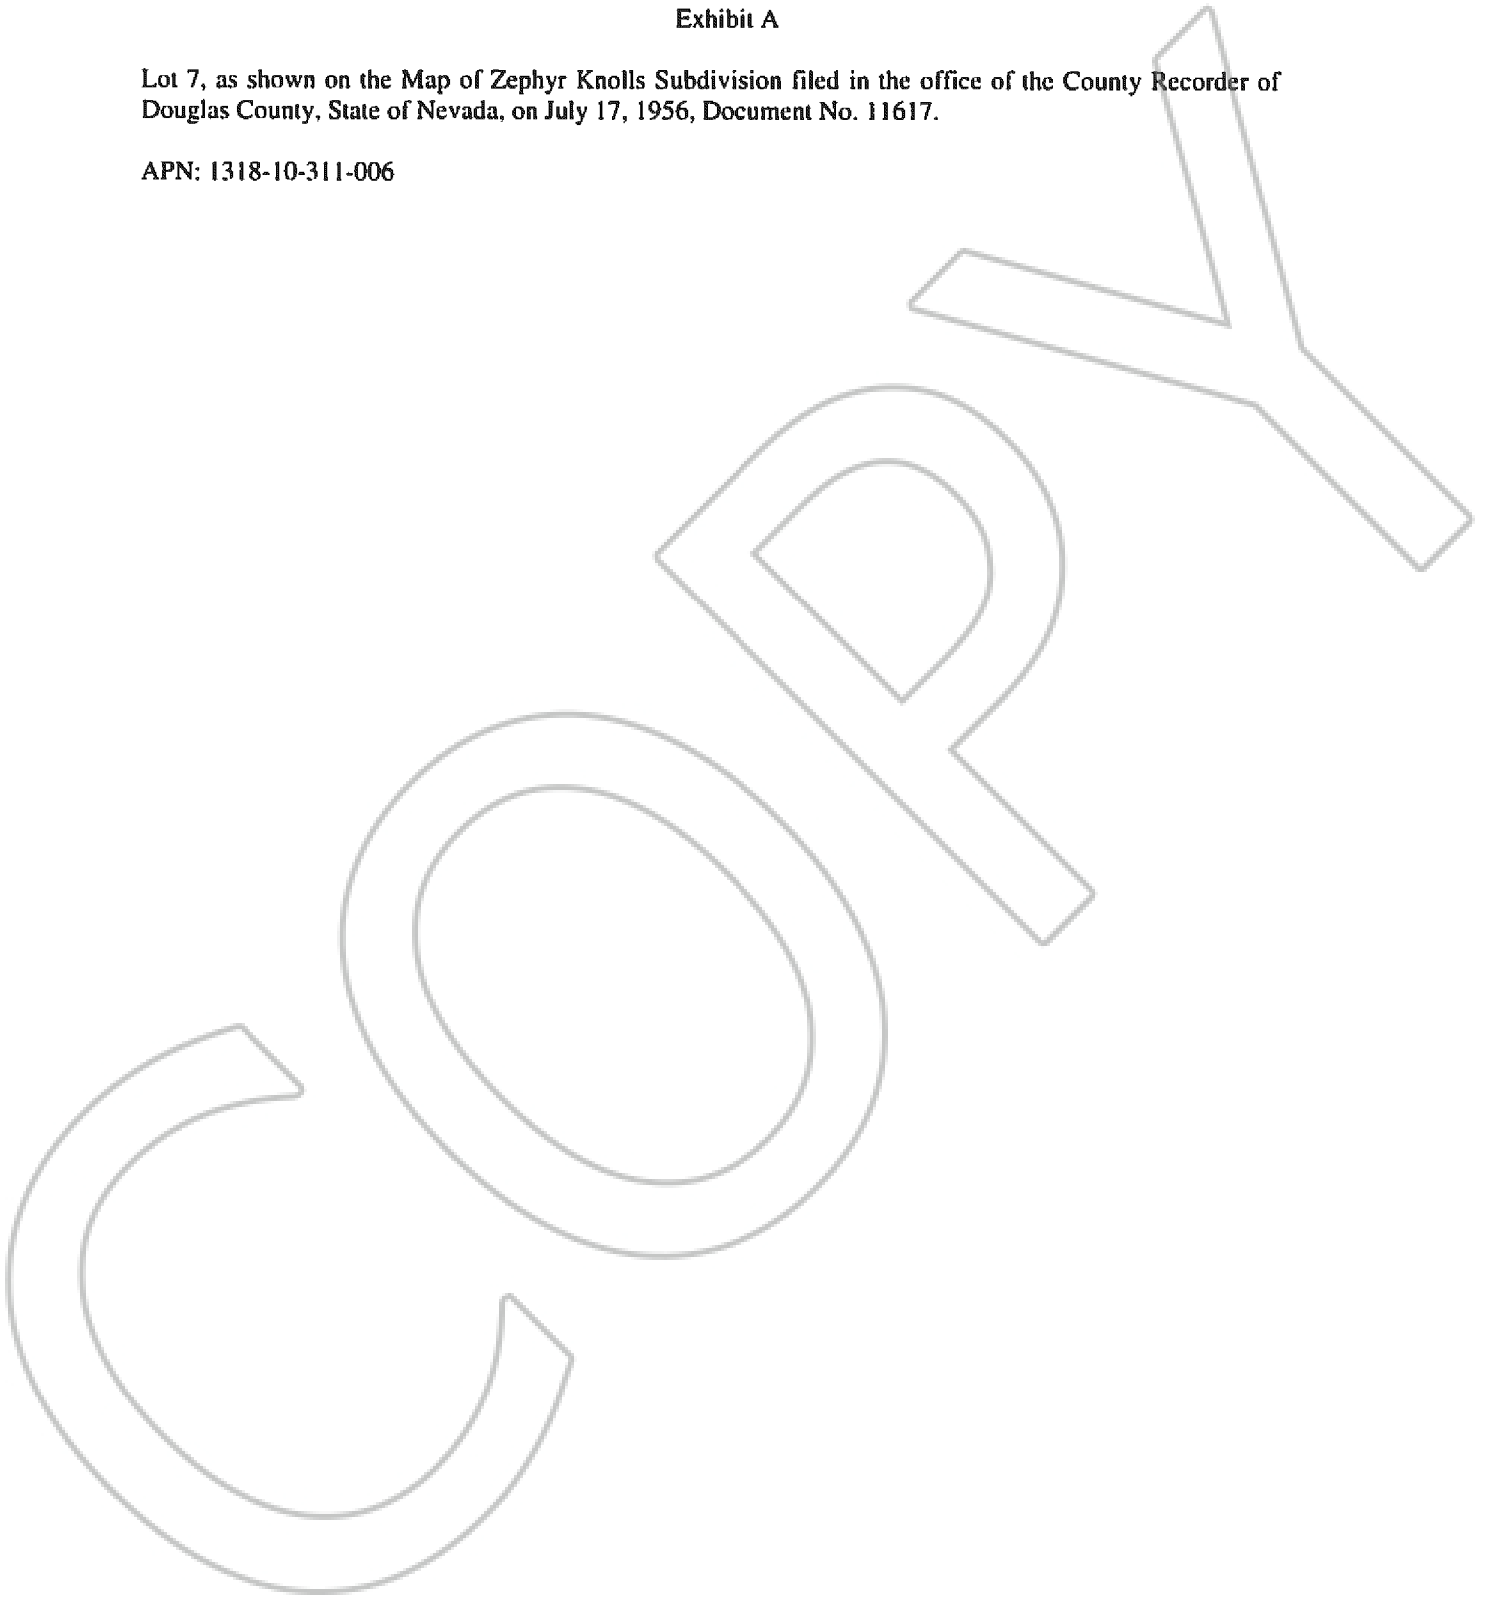 Exhibit A
Lot 7, as shown on the Map of Zephyr Knolls Subdivision filed in the office of the County Recorder of
Douglas County, State of Nevada, on July 17, 1956, Document No. 11617.
APN: 1318-10-311-006
COPY